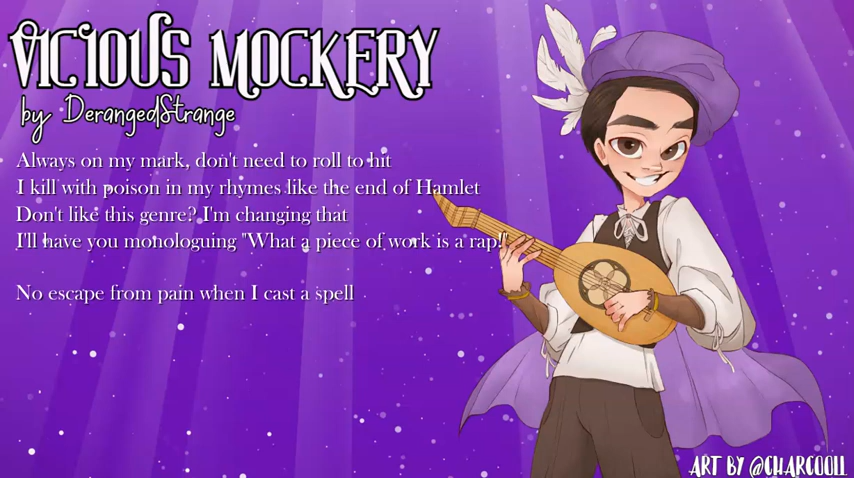 VICIOUS MOCKERY
by DerangedStrange
Always on my mark, don't need to roll to hit
I kill with poison in my rhymes like the end of Hamlet
Don't like this genre? I'm changing that
I'll have you monologuing "What a piece of work is a rap!"
No escape from pain when I cast a spell
ART BY @CHARCOOLL